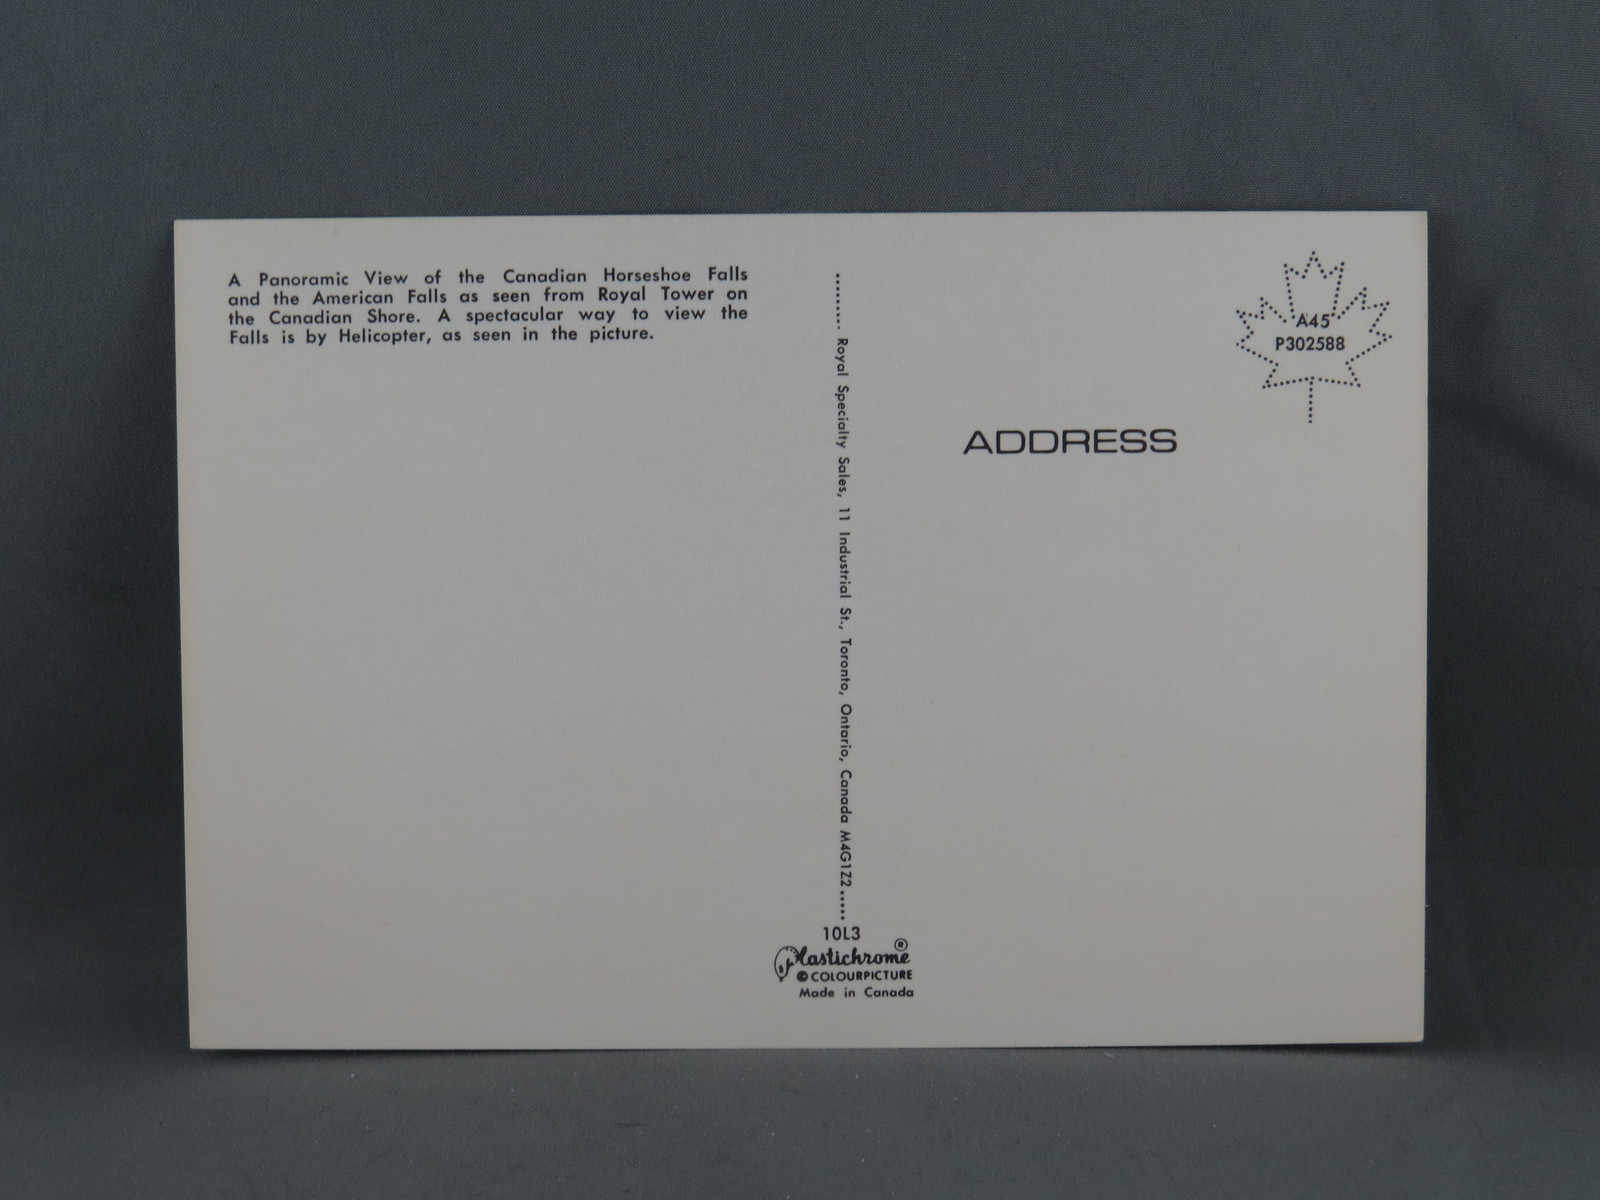 A Panoramic View of the Canadian Horseshoe Falls
and the American Falls as seen from Royal Tower on
the Canadian Shore. A spectacular way to view the
Falls is by Helicopter, as seen in the picture.
Royal Specialty Sales, 11 Industrial St., Toronto, Ontario, Canada M4G1Z2
10L3
Plastichrome ®
© COLOURPICTURE
Made in Canada
A45
P302588
ADDRESS